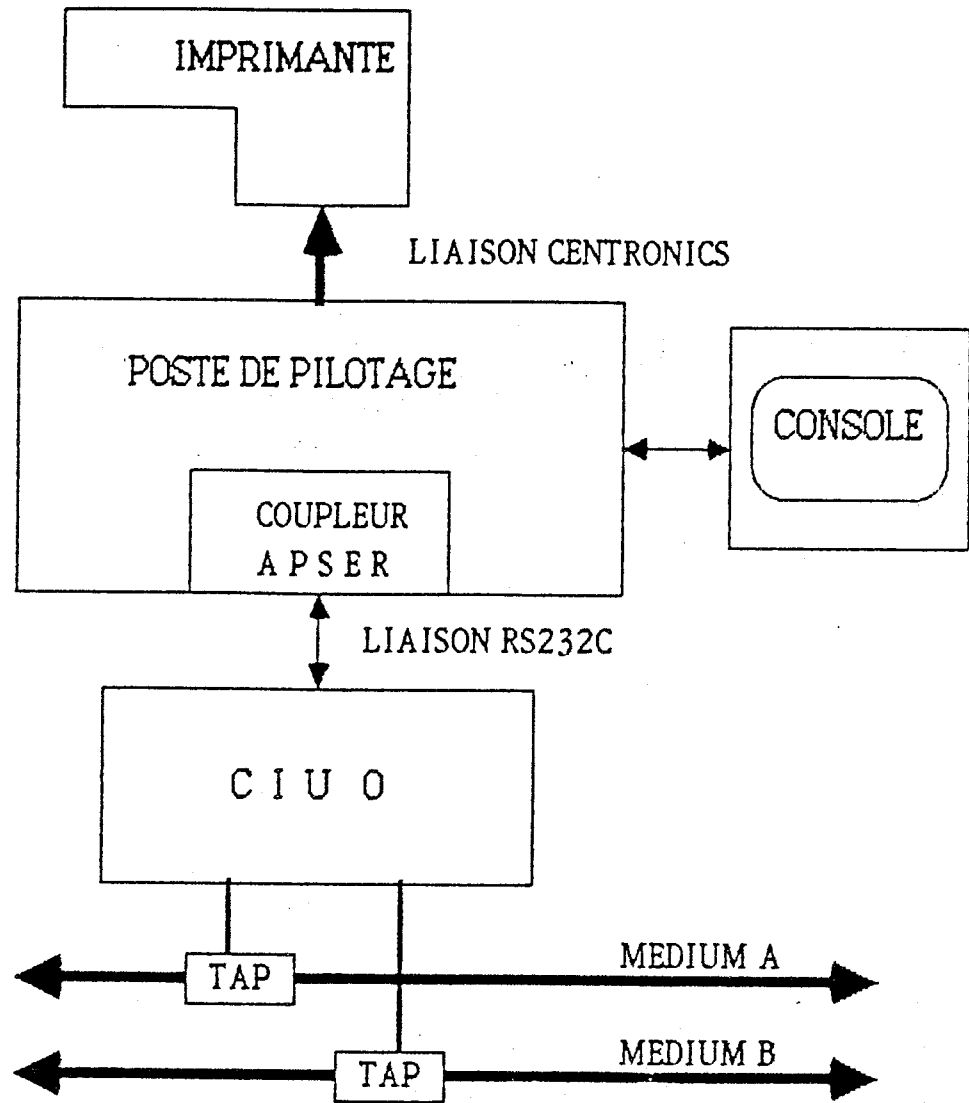 IMPRIMANTE
LIAISON CENTRONICS
POSTE DE PILOTAGE
CONSOLE
COUPLEUR
A P S E R
LIAISON RS232C
C I U O
MEDIUM A
TAP
MEDIUM B
TAP